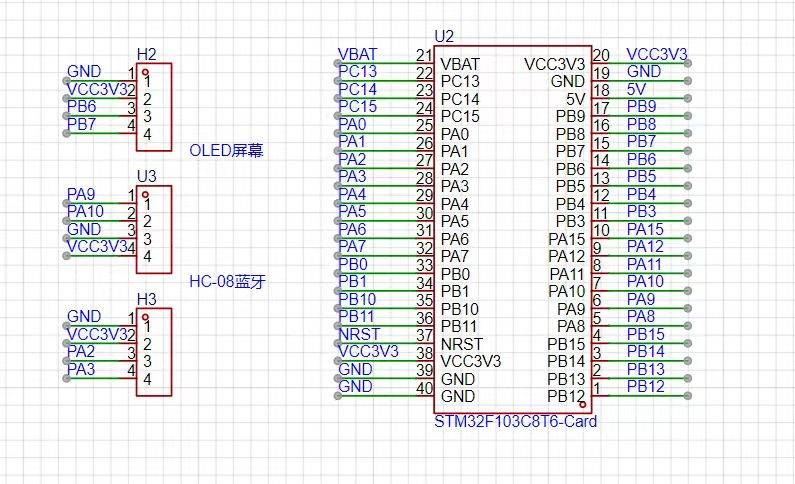 H2
GND 1 1
VCC3V3 2 2
PB6 3 3
PB7 4 4
OLED屏幕
U3
PA9 1 1
PA10 2 2
GND 3 3
VCC3V3 4 4
HC-08蓝牙
H3
GND 1 1
VCC3V3 2 2
PA2 3 3
PA3 4 4
U2
VBAT 21 VBAT VCC3V3 20 VCC3V3
PC13 22 PC13 GND 19 GND
PC14 23 PC14 5V 18 5V
PC15 24 PC15 PB9 17 PB9
PA0 25 PA0 PB8 16 PB8
PA1 26 PA1 PB7 15 PB7
PA2 27 PA2 PB6 14 PB6
PA3 28 PA3 PB5 13 PB5
PA4 29 PA4 PB4 12 PB4
PA5 30 PA5 PB3 11 PB3
PA6 31 PA6 PA15 10 PA15
PA7 32 PA7 PA12 9 PA12
PB0 33 PB0 PA11 8 PA11
PB1 34 PB1 PA10 7 PA10
PB10 35 PB10 PA9 6 PA9
PB11 36 PB11 PA8 5 PA8
NRST 37 NRST PB15 4 PB15
VCC3V3 38 VCC3V3 PB14 3 PB14
GND 39 GND PB13 2 PB13
GND 40 GND PB12 1 PB12
STM32F103C8T6-Card